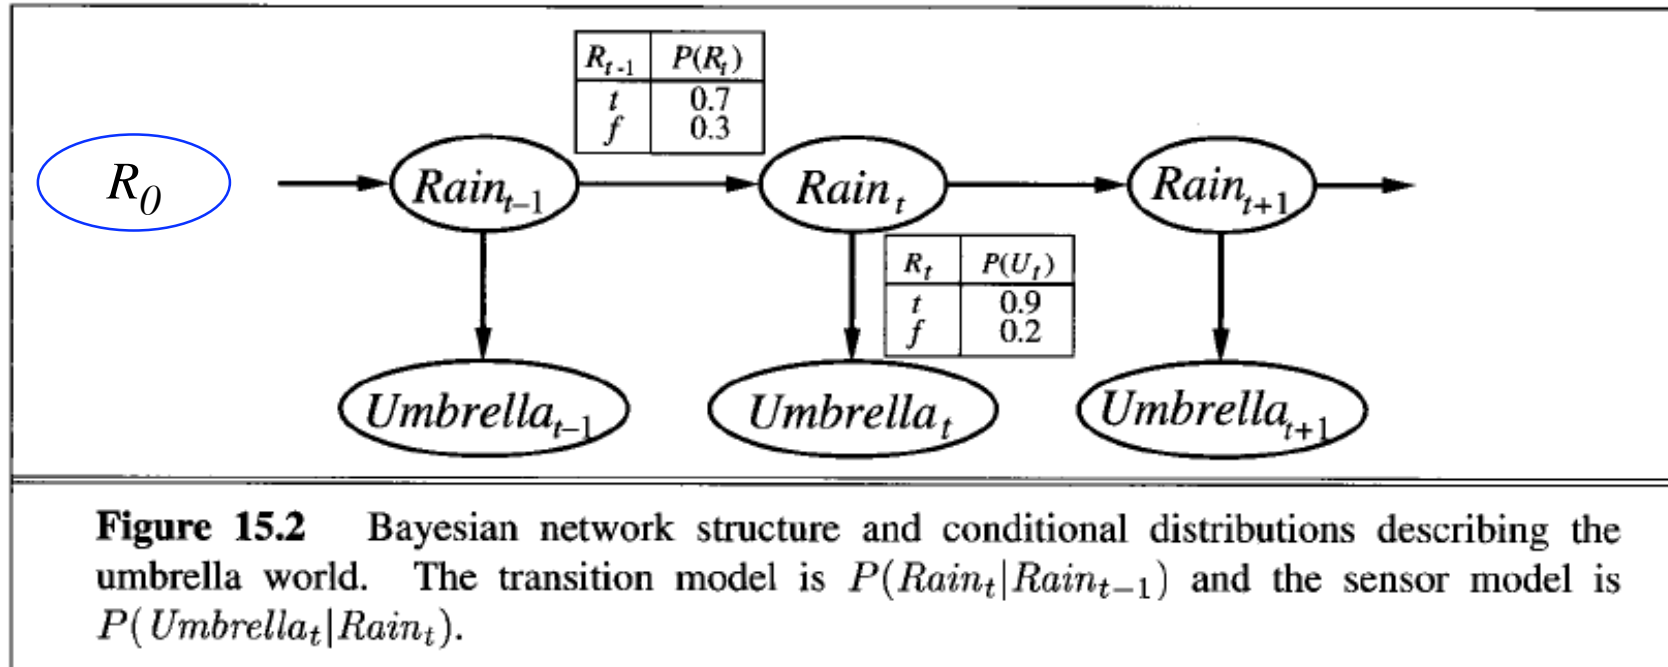 R_{t-1} P(R_t)
t 0.7
f 0.3
R_0
Rain_{t-1}
Rain_t
Rain_{t+1}
R_t P(U_t)
t 0.9
f 0.2
Umbrella_{t-1}
Umbrella_t
Umbrella_{t+1}
Figure 15.2 Bayesian network structure and conditional distributions describing the
umbrella world. The transition model is P(Rain_t|Rain_{t-1}) and the sensor model is
P(Umbrella_t|Rain_t).